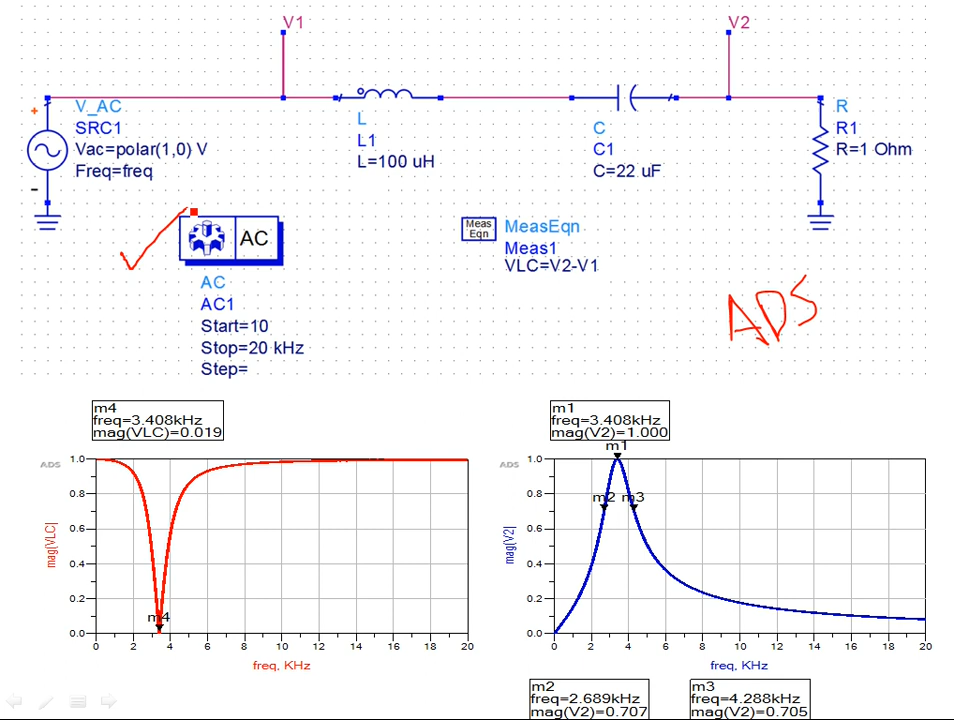 V1
V2
+
V_AC
SRC1
Vac=polar(1,0) V
Freq=freq
-
L
L1
L=100 uH
C
C1
C=22 uF
R
R1
R=1 Ohm
AC
AC
AC1
Start=10
Stop=20 kHz
Step=
Meas
Eqn
MeasEqn
Meas1
VLC=V2-V1
ADS
m4
freq=3.408kHz
mag(VLC)=0.019
ADS
mag(VLC)
1.0
0.8
0.6
0.4
0.2
0.0
m4
0 2 4 6 8 10 12 14 16 18 20
freq, KHz
m1
freq=3.408kHz
mag(V2)=1.000
m1
ADS
mag(V2)
1.0
0.8
0.6
0.4
0.2
0.0
m2 m3
0 2 4 6 8 10 12 14 16 18 20
freq, KHz
m2
freq=2.689kHz
mag(V2)=0.707
m3
freq=4.288kHz
mag(V2)=0.705